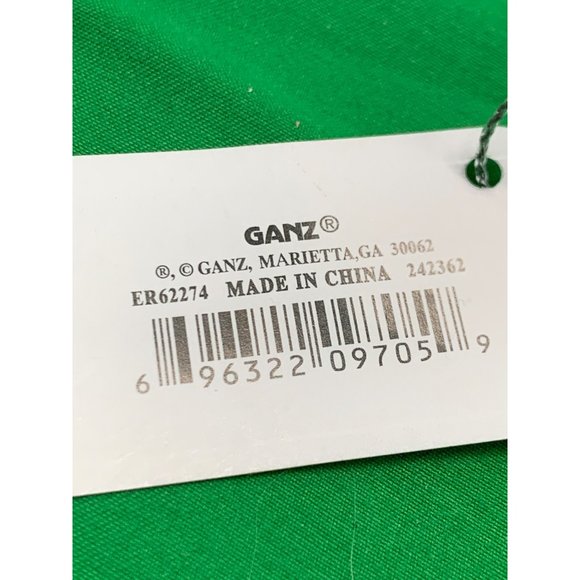 GANZ®
®, © GANZ, MARIETTA,GA 30062
ER62274 MADE IN CHINA 242362
6 96322 09705 9